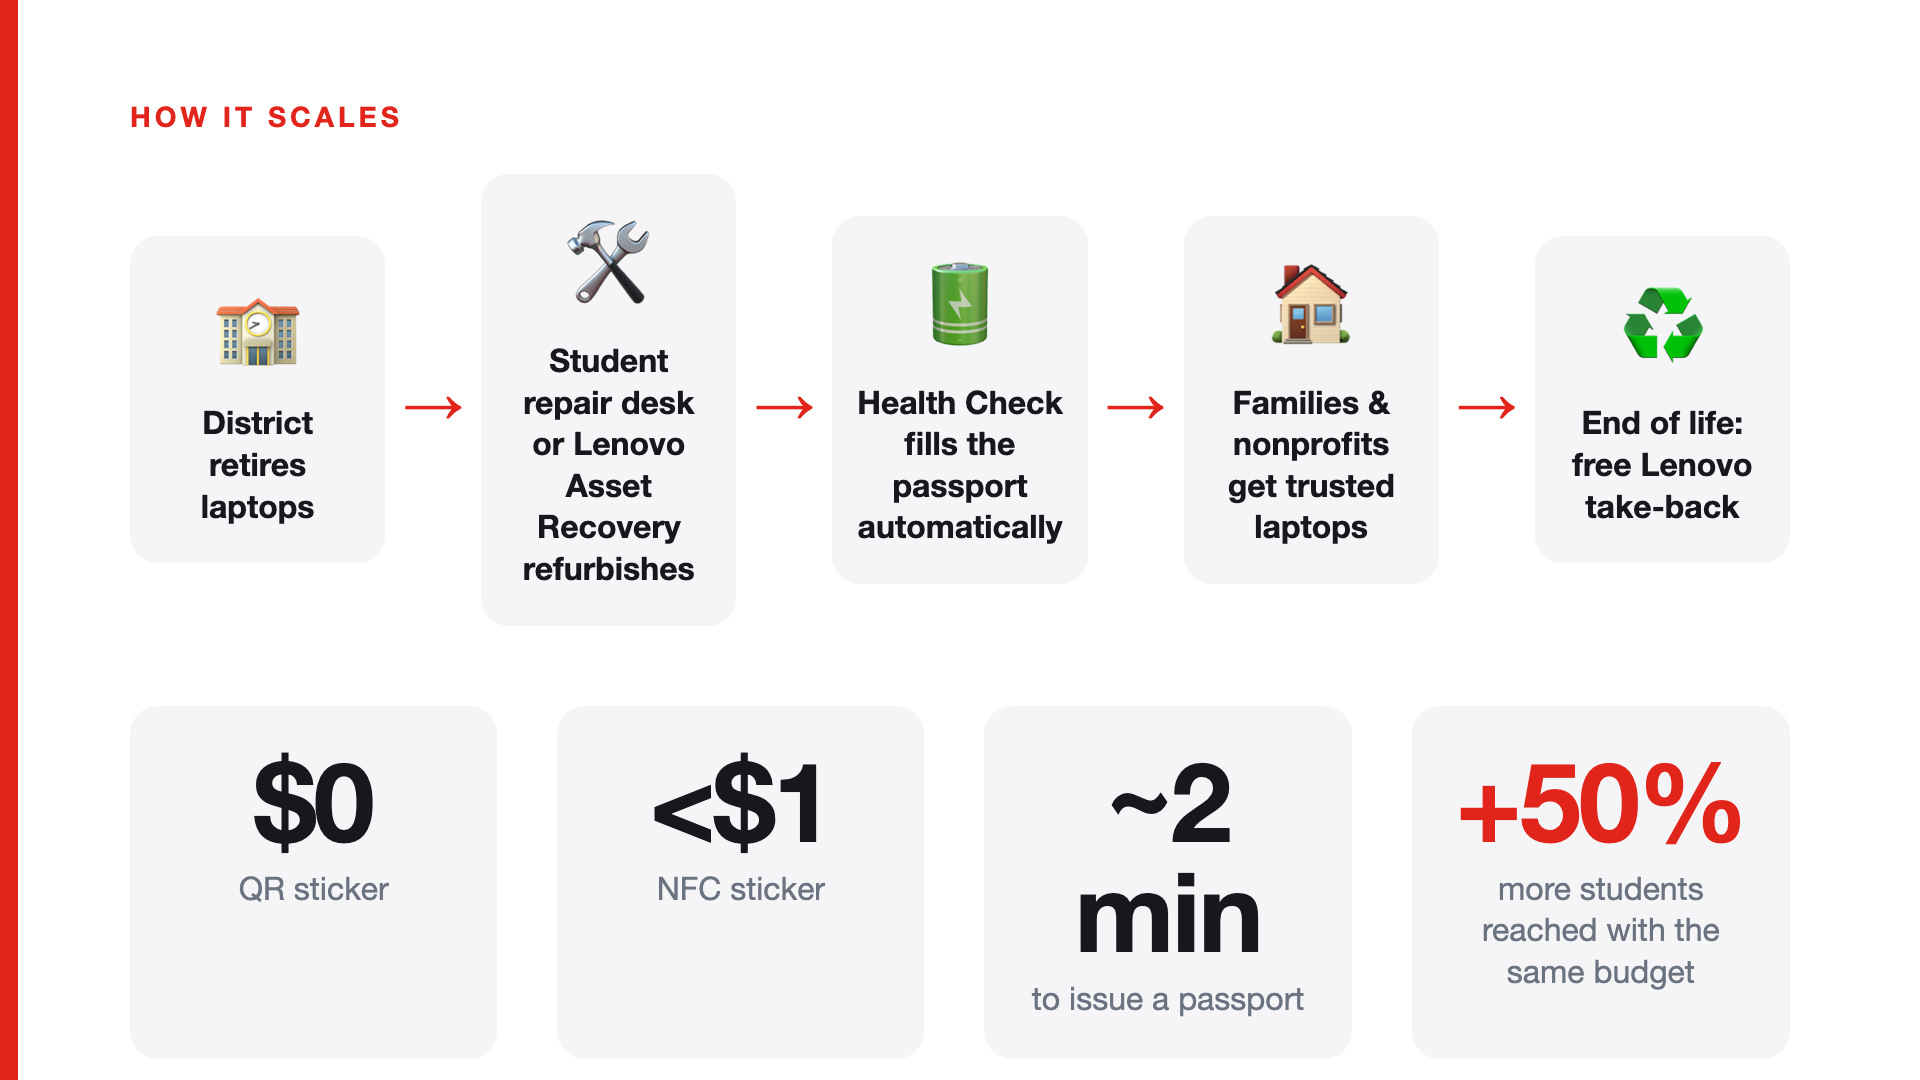 HOW IT SCALES
District
retires
laptops
→
Student
repair desk
or Lenovo
Asset
Recovery
refurbishes
→
Health Check
fills the
passport
automatically
→
Families &
nonprofits
get trusted
laptops
→
End of life:
free Lenovo
take-back
$0
QR sticker
<$1
NFC sticker
~2
min
to issue a passport
+50%
more students
reached with the
same budget